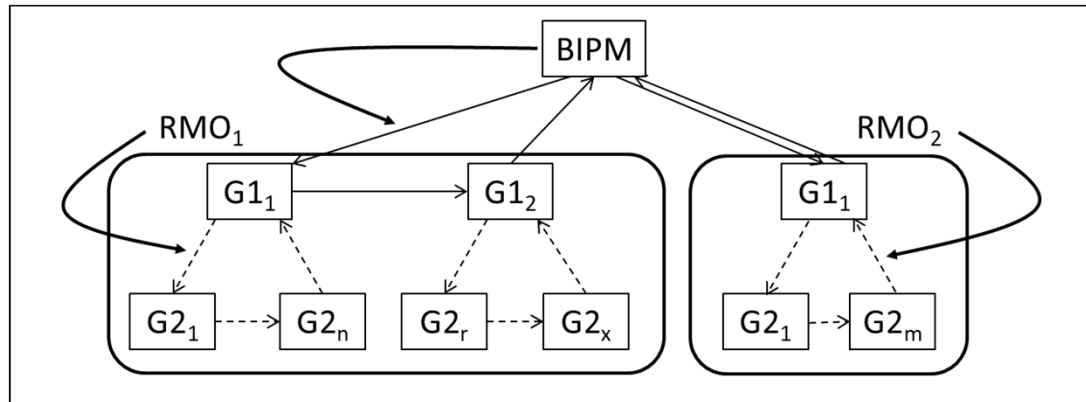 BIPM
RMO₁ RMO₂
G1₁ G1₂ G1₁
G2₁ G2ₙ G2ᵣ G2ₓ G2₁ G2ₘ